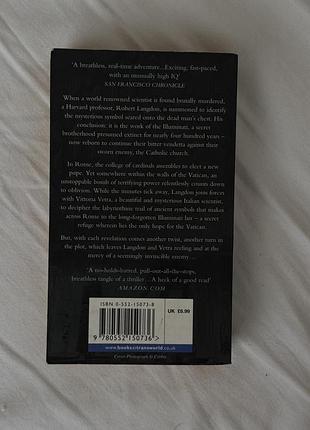 'A breathless, real-time adventure...Exciting, fast-paced,
with an unusually high IQ'
SAN FRANCISCO CHRONICLE
When a world renowned scientist is found brutally murdered,
a Harvard professor, Robert Langdon, is summoned to identify
the mysterious symbol seared onto the dead man's chest. His
conclusion: it is the work of the Illuminati, a secret
brotherhood presumed extinct for nearly four hundred years –
now reborn to continue their bitter vendetta against their
sworn enemy, the Catholic church.
In Rome, the college of cardinals assembles to elect a new
pope. Yet somewhere within the walls of the Vatican, an
unstoppable bomb of terrifying power relentlessly counts down
to oblivion. While the minutes tick away, Langdon joins forces
with Vittoria Vetra, a beautiful and mysterious Italian scientist,
to decipher the labyrinthine trail of ancient symbols that snakes
across Rome to the long-forgotten Illuminati lair – a
secret refuge wherein lies the only hope for the Vatican.
But, with each revelation comes another twist, another turn in
the plot, which leaves Langdon and Vetra reeling and at the
mercy of a seemingly invincible enemy ...
'A no-holds-barred, pull-out-all-the-stops,
breathless tangle of a thriller ...A heck of a good read'
AMAZON.COM
ISBN 0-552-15073-8
UK £6.99
9 780552 150736 >
www.booksattransworld.co.uk
Cover Photograph © Corbis